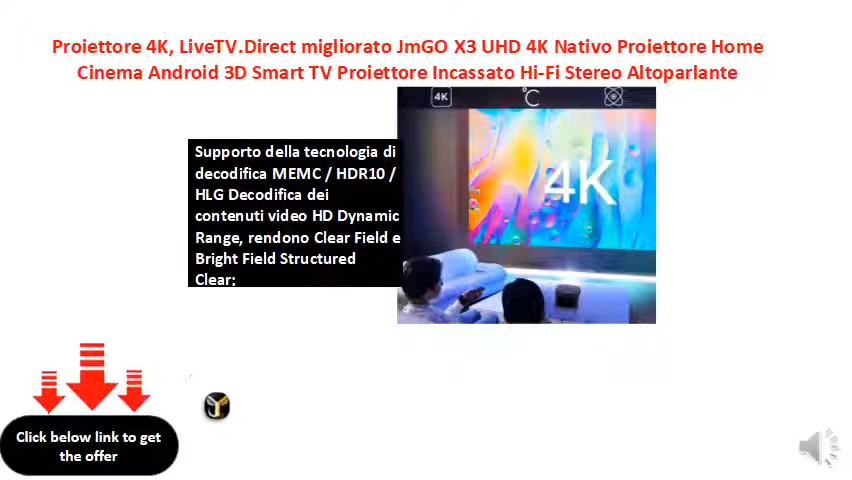 Proiettore 4K, LiveTV.Direct migliorato JmGO X3 UHD 4K Nativo Proiettore Home
Cinema Android 3D Smart TV Proiettore Incassato Hi-Fi Stereo Altoparlante
4K
°C
Supporto della tecnologia di
decodifica MEMC / HDR10 /
HLG Decodifica dei
contenuti video HD Dynamic
Range, rendono Clear Field e
Bright Field Structured
Clear;
4K
Click below link to get
the offer